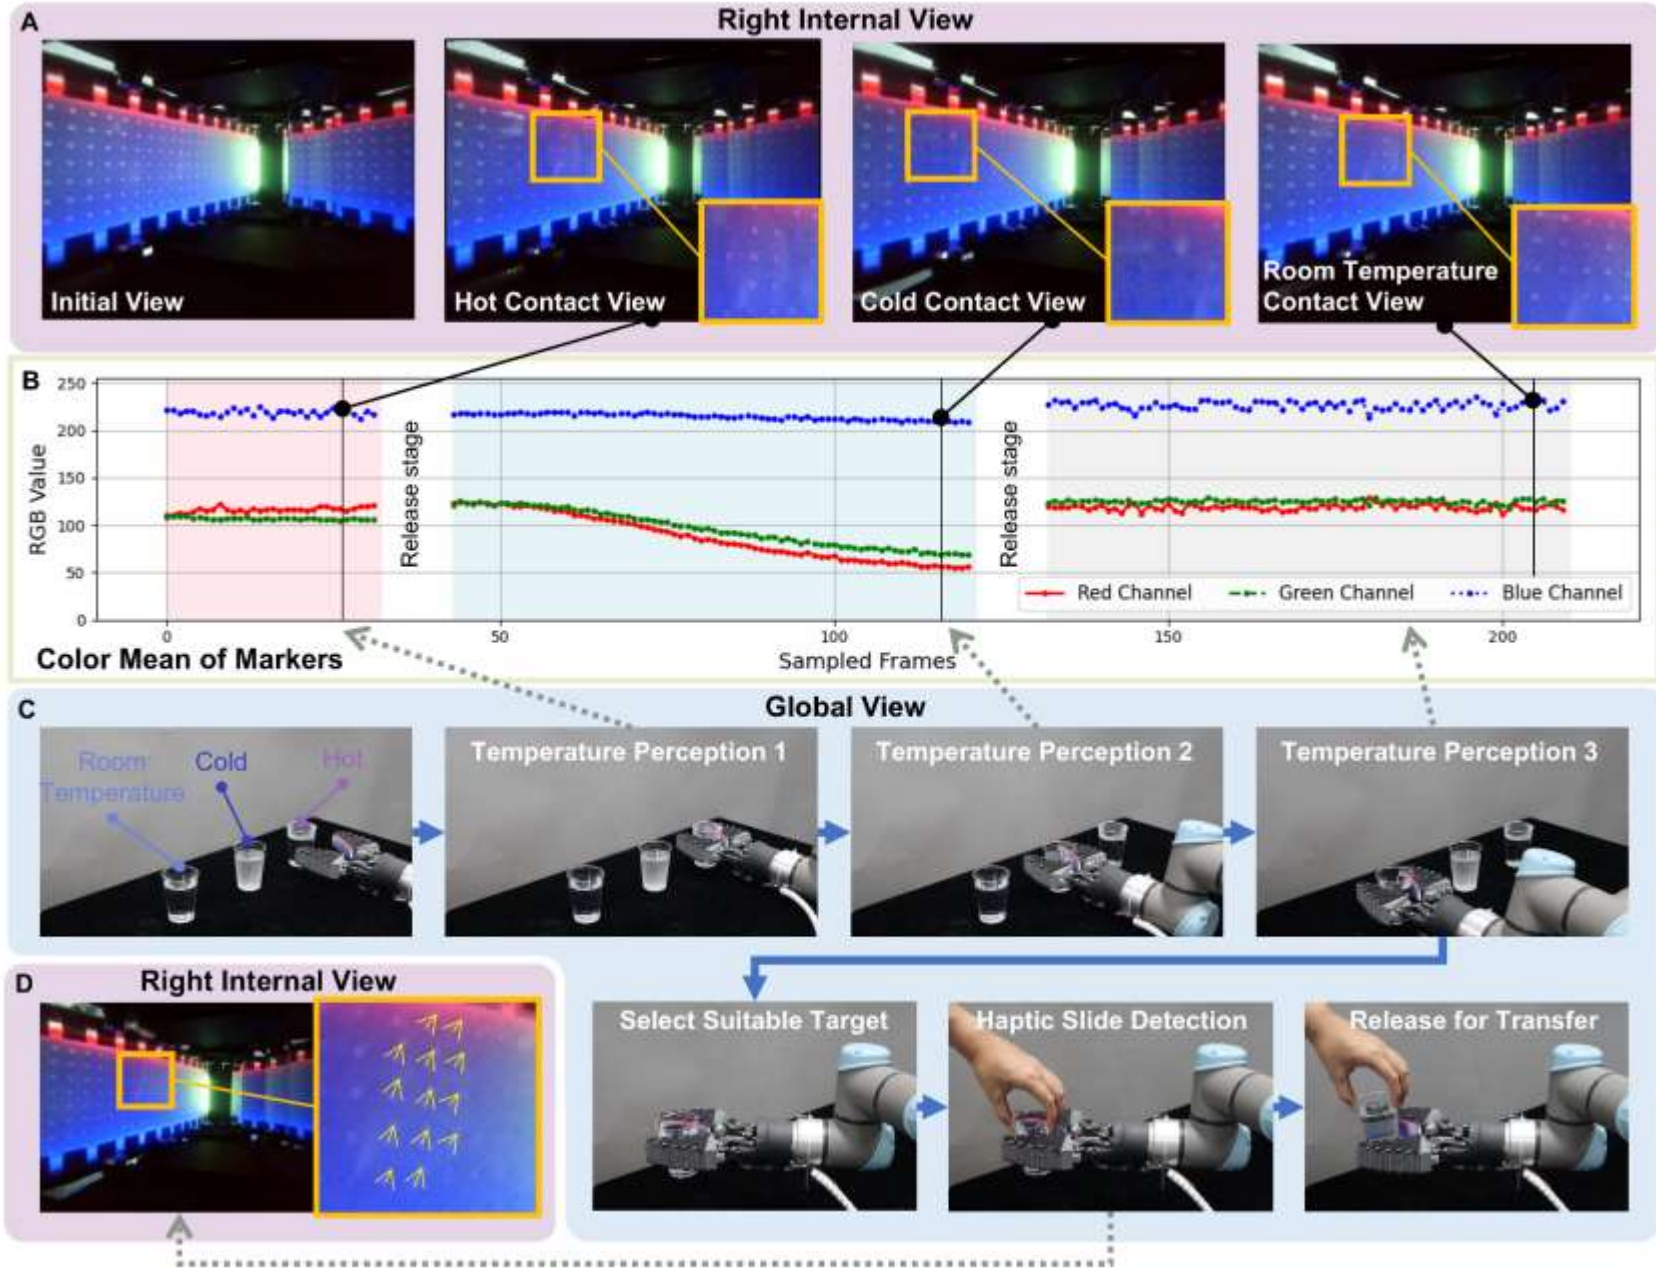 A
Right Internal View
Initial View
Hot Contact View
Cold Contact View
Room Temperature
Contact View
B
250
200
150
100
50
0
RGB Value
Release stage
Release stage
Red Channel
Green Channel
Blue Channel
0
50
100
150
200
Color Mean of Markers
Sampled Frames
C
Global View
Room
Temperature
Cold
Hot
Temperature Perception 1
Temperature Perception 2
Temperature Perception 3
D
Right Internal View
Select Suitable Target
Haptic Slide Detection
Release for Transfer